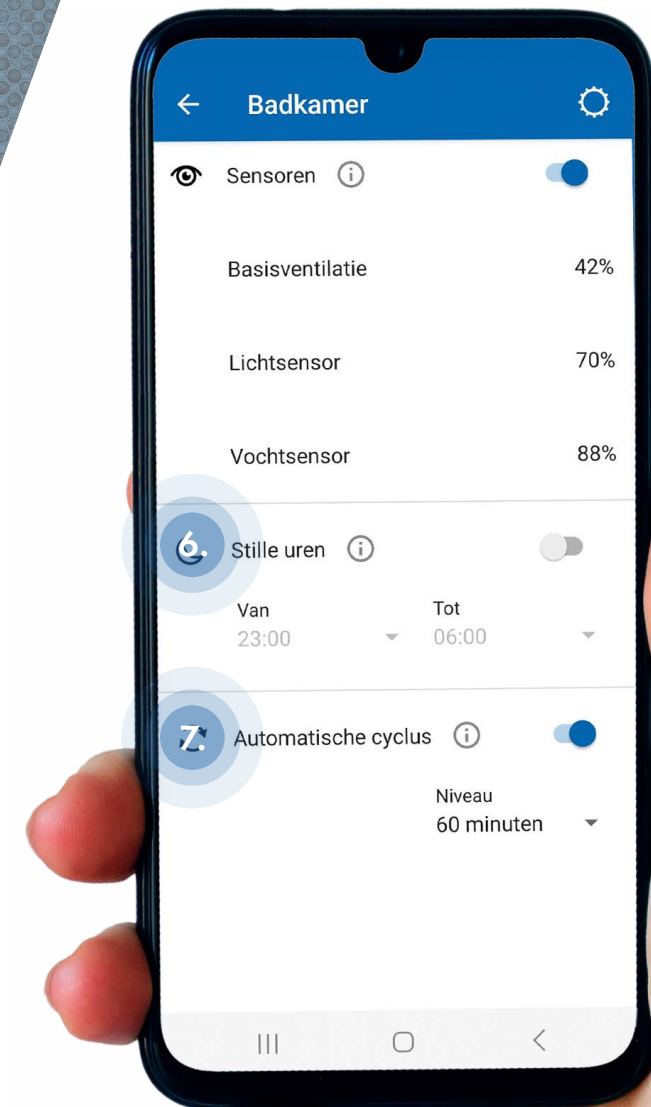 Badkamer
Sensoren
Basisventilatie 42%
Lichtsensor 70%
Vochtsensor 88%
6. Stille uren
Van Tot
23:00 06:00
7. Automatische cyclus
Niveau
60 minuten